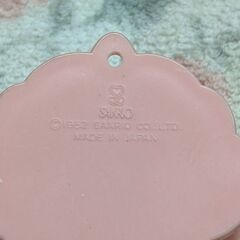 Sanrio
© 1982 SANRIO CO., LTD.
MADE IN JAPAN